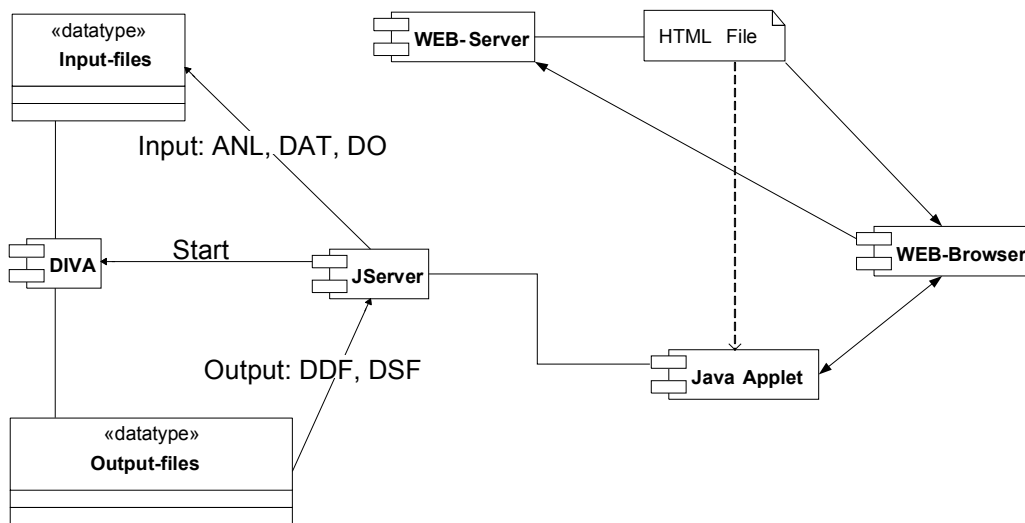 «datatype»
Input-files
WEB-Server
HTML File
Input: ANL, DAT, DO
DIVA
Start
JServer
WEB-Browser
Output: DDF, DSF
Java Applet
«datatype»
Output-files